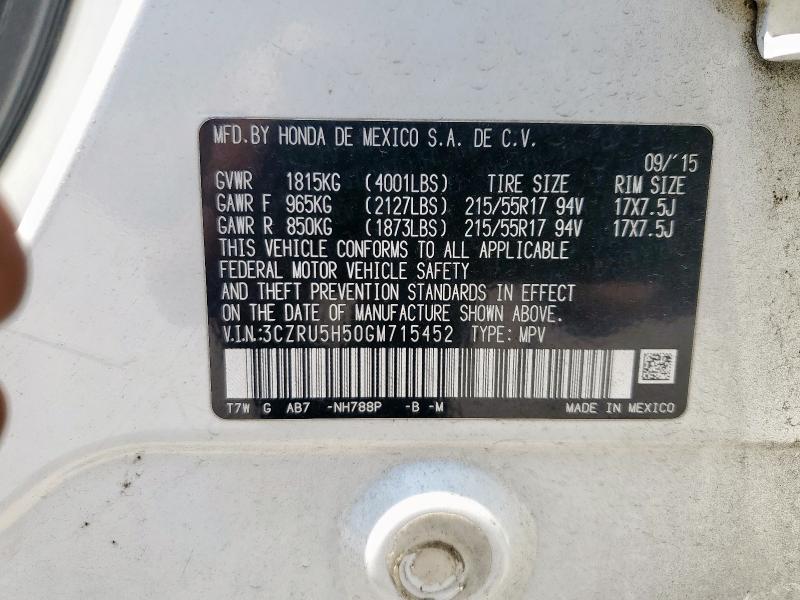 MFD.BY HONDA DE MEXICO S.A. DE C.V.
09/'15
GVWR 1815KG (4001LBS) TIRE SIZE RIM SIZE
GAWR F 965KG (2127LBS) 215/55R17 94V 17X7.5J
GAWR R 850KG (1873LBS) 215/55R17 94V 17X7.5J
THIS VEHICLE CONFORMS TO ALL APPLICABLE
FEDERAL MOTOR VEHICLE SAFETY
AND THEFT PREVENTION STANDARDS IN EFFECT
ON THE DATE OF MANUFACTURE SHOWN ABOVE.
V.I.N.:3CZRU5H50GM715452 TYPE: MPV
T7W G AB7 -NH788P -B -M MADE IN MEXICO